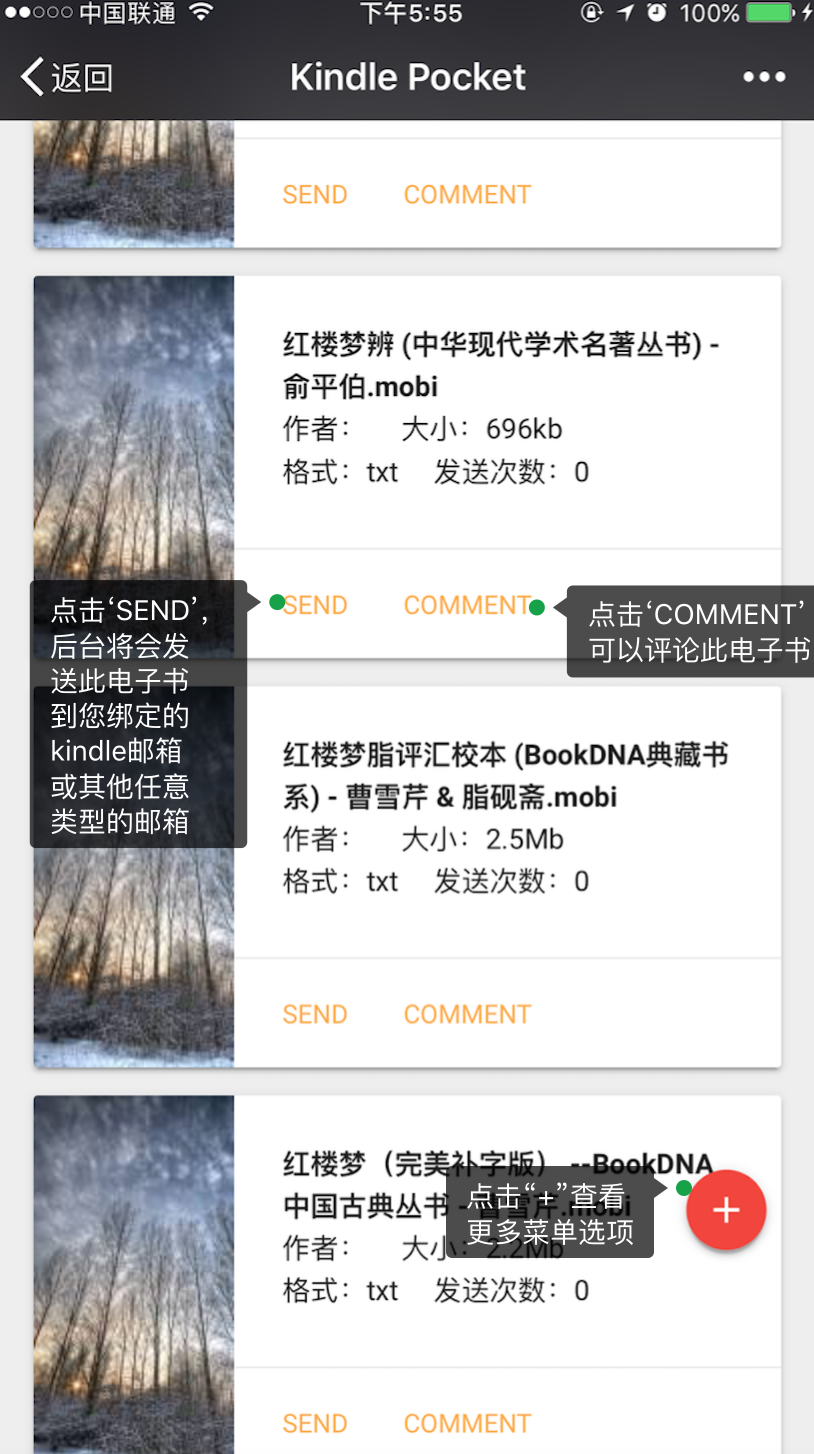 中国联通 下午5:55 100%
返回 Kindle Pocket
SEND COMMENT
红楼梦辨 (中华现代学术名著丛书) -
俞平伯.mobi
作者： 大小：696kb
格式：txt 发送次数：0
SEND COMMENT
点击‘SEND’，
后台将会发
送此电子书
到您绑定的
kindle邮箱
或其他任意
类型的邮箱
点击‘COMMENT’
可以评论此电子书
红楼梦脂评汇校本 (BookDNA典藏书
系) - 曹雪芹 & 脂砚斋.mobi
作者： 大小：2.5Mb
格式：txt 发送次数：0
SEND COMMENT
红楼梦（完美补字版） --BookDNA
中国古典丛书 - 曹雪芹.mobi
作者： 大小：2.2Mb
格式：txt 发送次数：0
点击“+”查看
更多菜单选项
+
SEND COMMENT